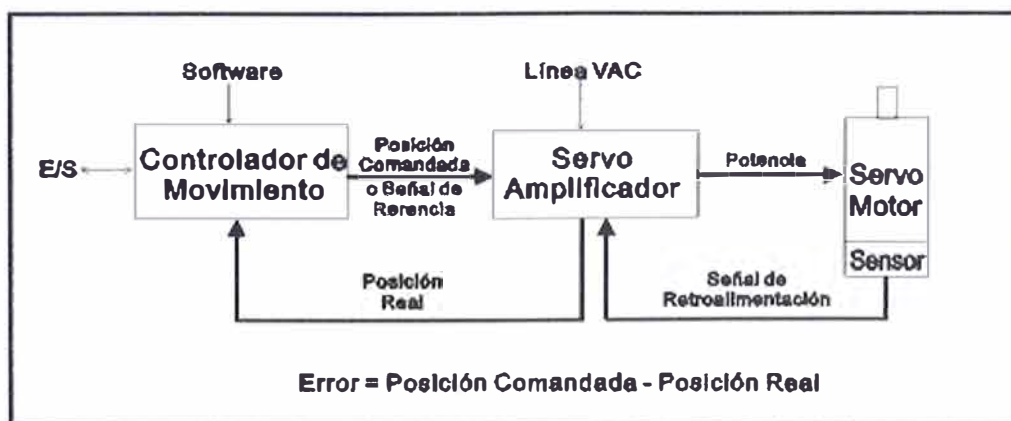 Software
Línea VAC
E/S
Controlador de
Movimiento
Posición
Comandada
o Señal de
Rerencia
Servo
Amplificador
Potencia
Servo
Motor
Sensor
Posición
Real
Señal de
Retroalimentación
Error = Posición Comandada - Posición Real